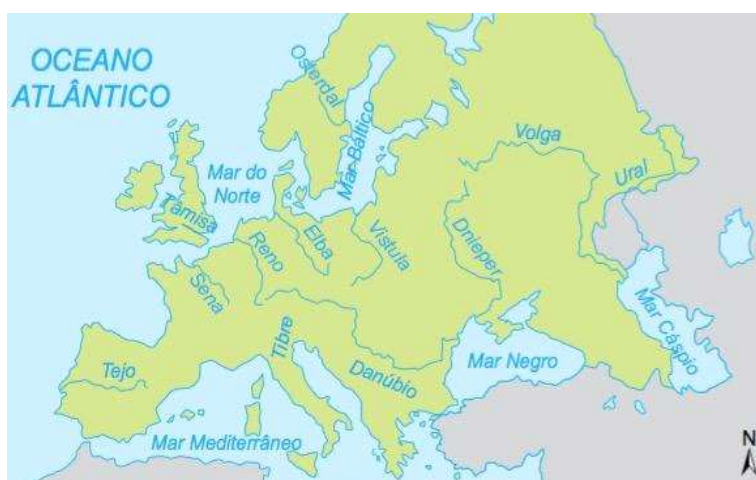 OCEANO
ATLÂNTICO
Osterdal
Mar Báltico
Volga
Ural
Mar do
Norte
Tâmisa
Reno
Elba
Vistula
Dnieper
Sena
Tibre
Mar Cáspio
Tejo
Danúbio
Mar Negro
Mar Mediterrâneo
N